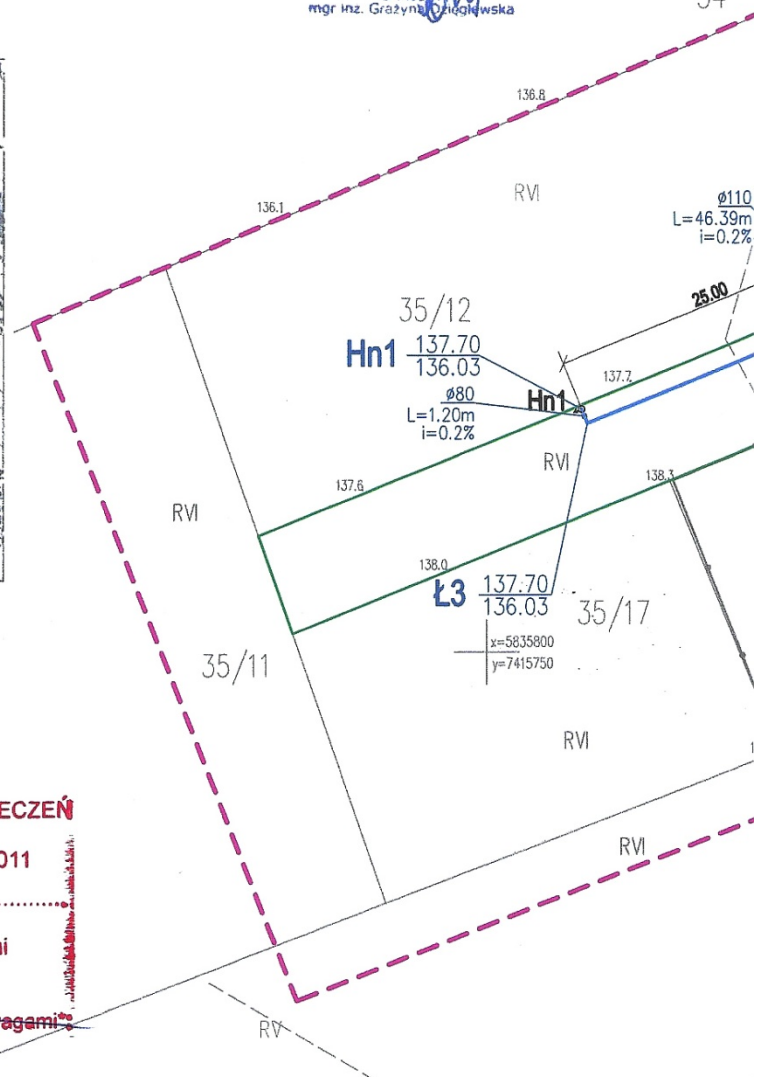 mgr inż. Grażyna Dzięglewska
136.8
136.1
RVI
ø110
L=46.39m
i=0.2%
25.00
35/12
Hn1 137.70
136.03
137.7
ø80
L=1.20m
i=0.2%
Hn1
RVI
137.6
138.3
RVI
138.0
Ł3 137.70
136.03
35/17
x=5835800
y=7415750
35/11
RVI
ECZEŃ
011
RVI
agami*
RV